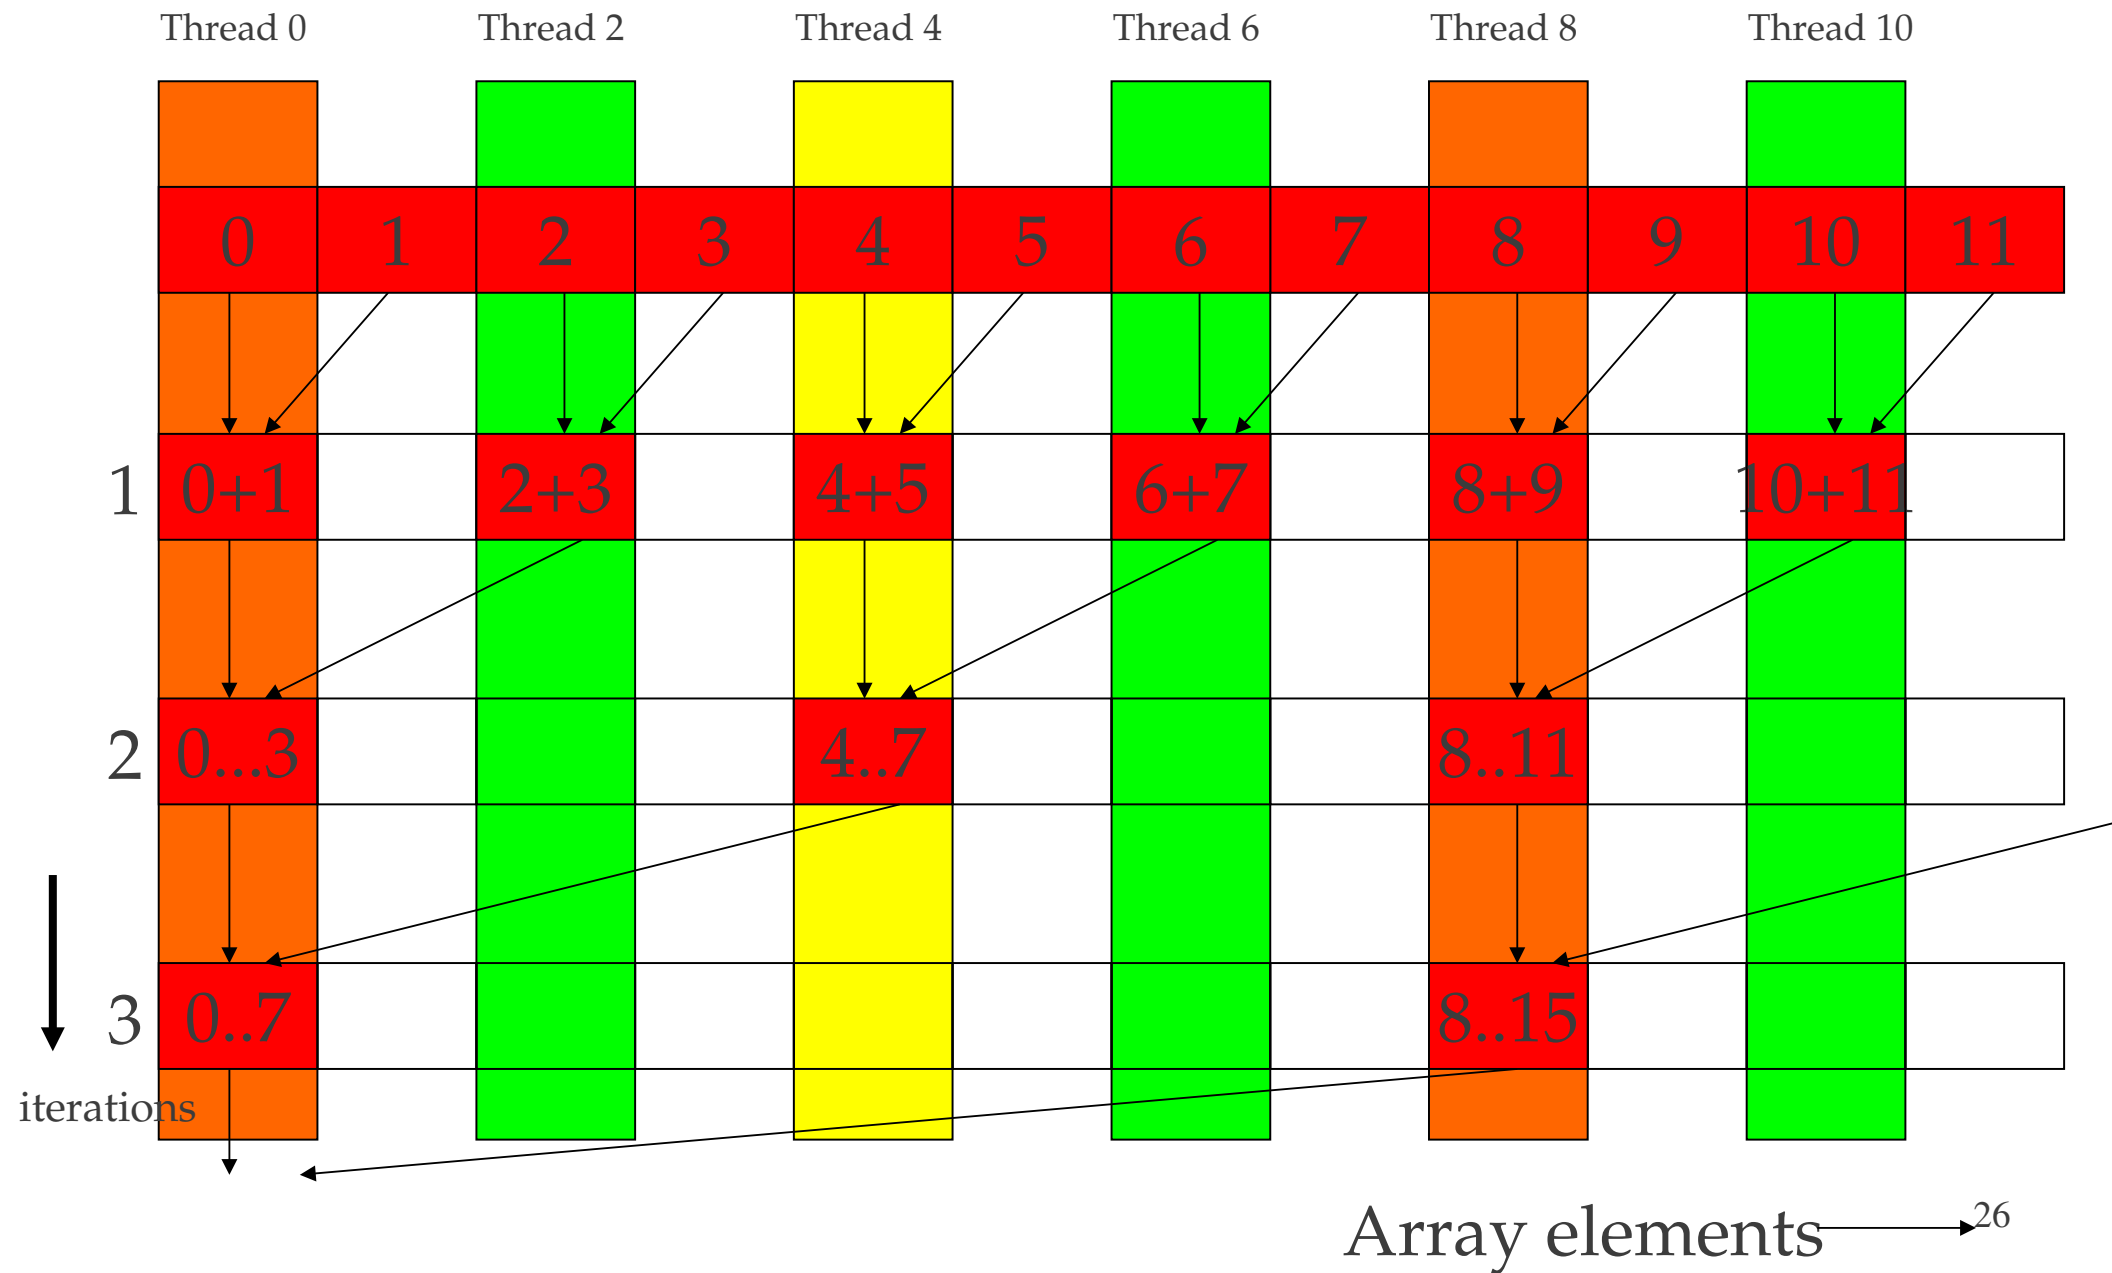 Thread 0 Thread 2 Thread 4 Thread 6 Thread 8 Thread 10
0 1 2 3 4 5 6 7 8 9 10 11
1 0+1 2+3 4+5 6+7 8+9 10+11
2 0...3 4..7 8..11
3 0..7 8..15
iterations
Array elements 26